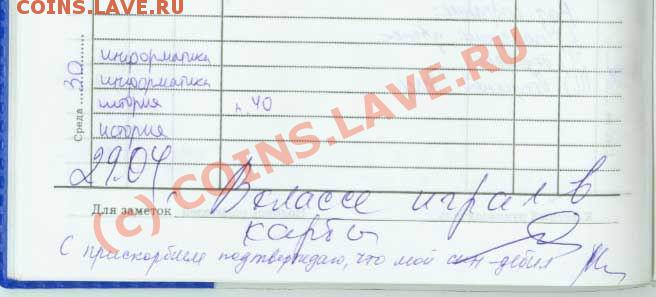 COINS.LAVE.RU
Среда 30
информатика
информатика
история п.40
история
29.04. В классе играл в
Для заметок
карты
С прискорбием подтверждаю, что мой сын - дебил
(c) COINS.LAVE.RU